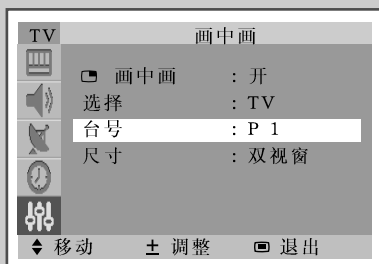 TV 画中画
画中画 : 开
选择 : TV
台号 : P 1
尺寸 : 双视窗
移动 ± 调整 退出